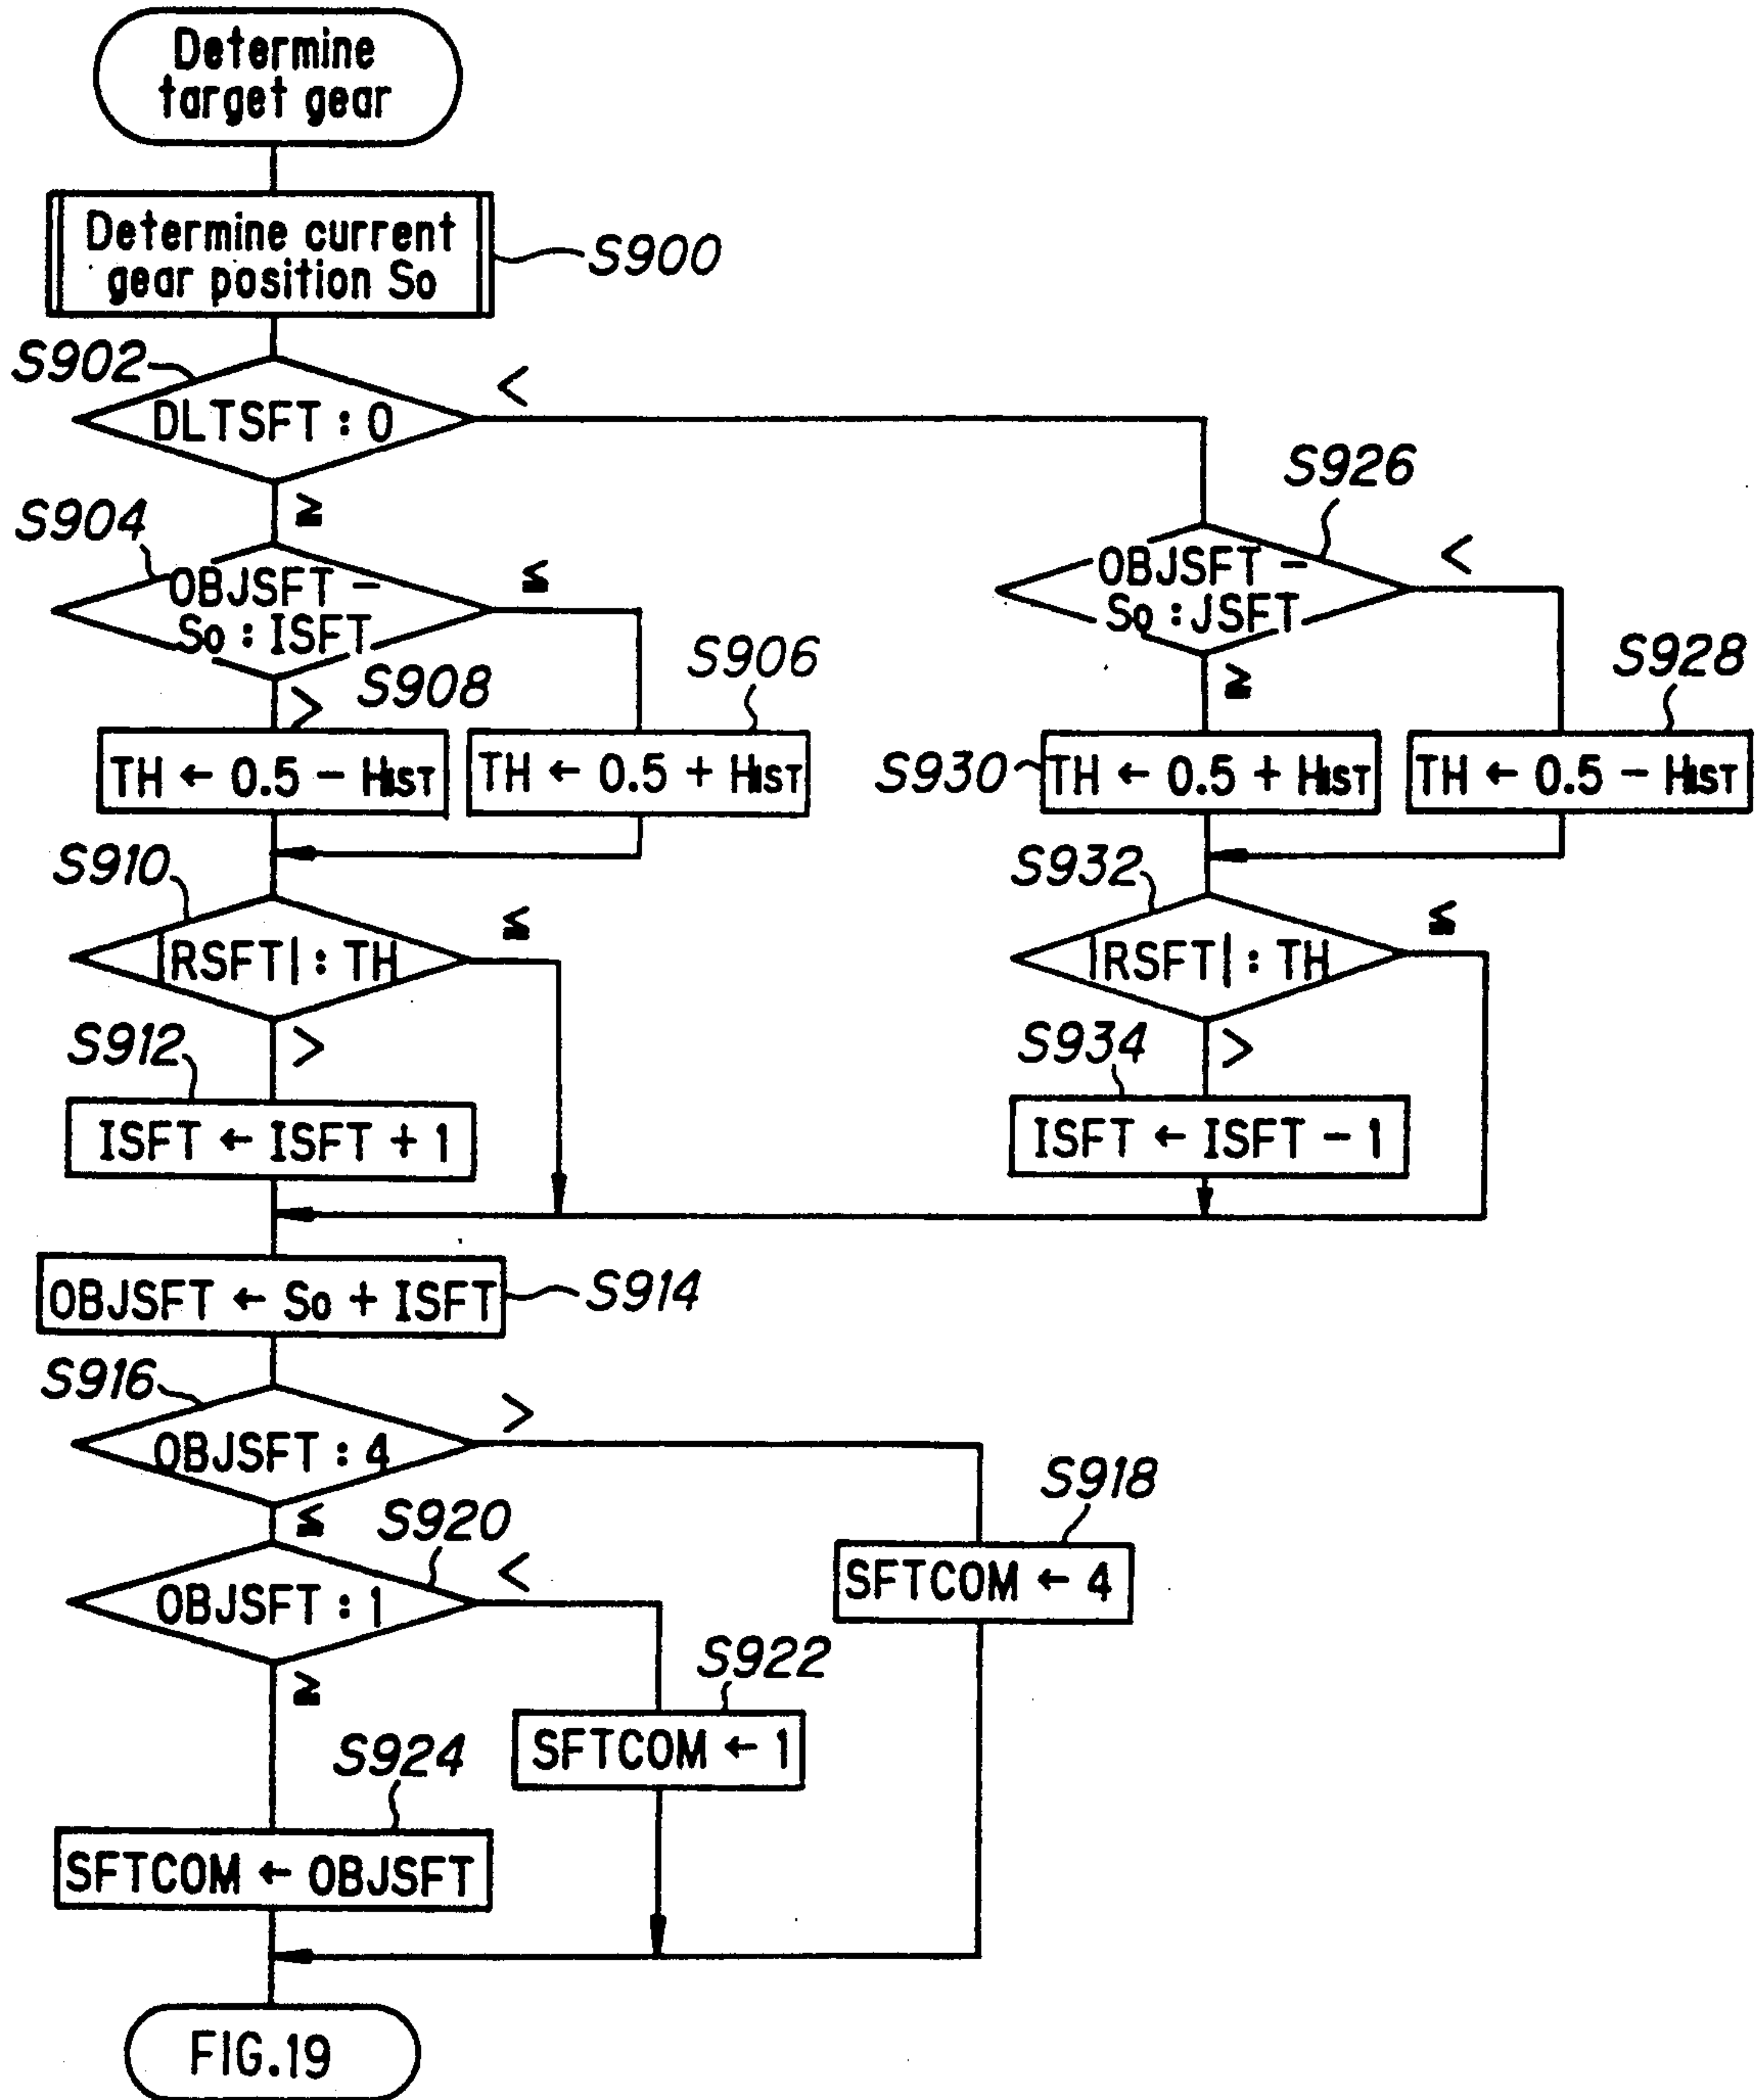 Determine
target gear
Determine current
gear position So
S900
S902
DLTSFT : 0
<
≧
S904
OBJSFT -
So : ISFT
≦
>
S926
OBJSFT -
So : JSFT
<
≧
S908
TH ← 0.5 - HIST
S906
TH ← 0.5 + HIST
S930
TH ← 0.5 + HIST
S928
TH ← 0.5 - HIST
S910
|RSFT| : TH
≦
>
S932
|RSFT| : TH
≦
>
S912
ISFT ← ISFT + 1
S934
ISFT ← ISFT - 1
OBJSFT ← So + ISFT
S914
S916
OBJSFT : 4
>
≦
S918
SFTCOM ← 4
S920
OBJSFT : 1
<
≧
S922
SFTCOM ← 1
S924
SFTCOM ← OBJSFT
FIG.19